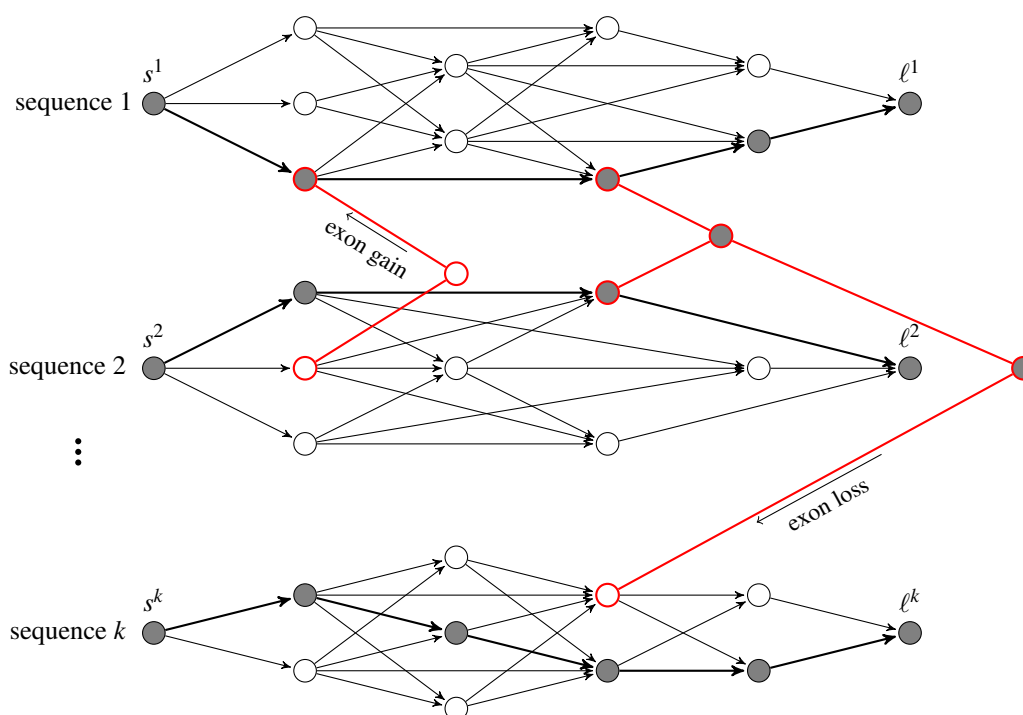 s¹ ℓ¹
sequence 1
exon gain
s² ℓ²
sequence 2
exon loss
sᵏ ℓᵏ
sequence k